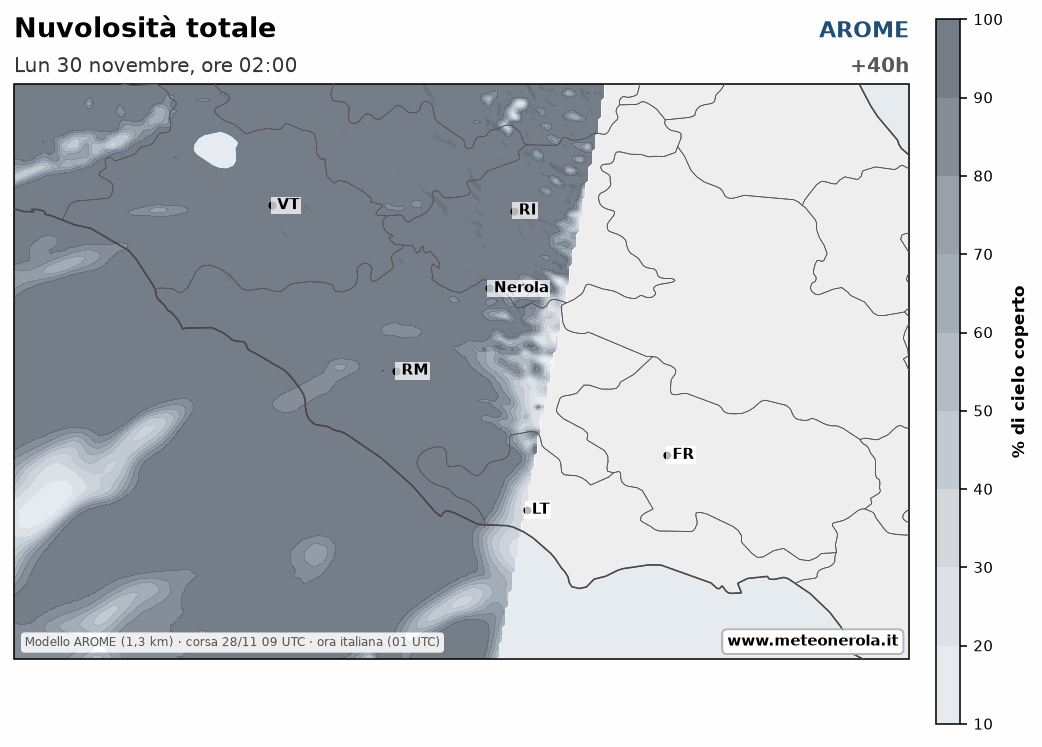 Nuvolosità totale
AROME
Lun 30 novembre, ore 02:00
+40h
VT
RI
Nerola
RM
FR
LT
Modello AROME (1,3 km) · corsa 28/11 09 UTC · ora italiana (01 UTC)
www.meteonerola.it
100
90
80
70
60
50
40
30
20
10
% di cielo coperto